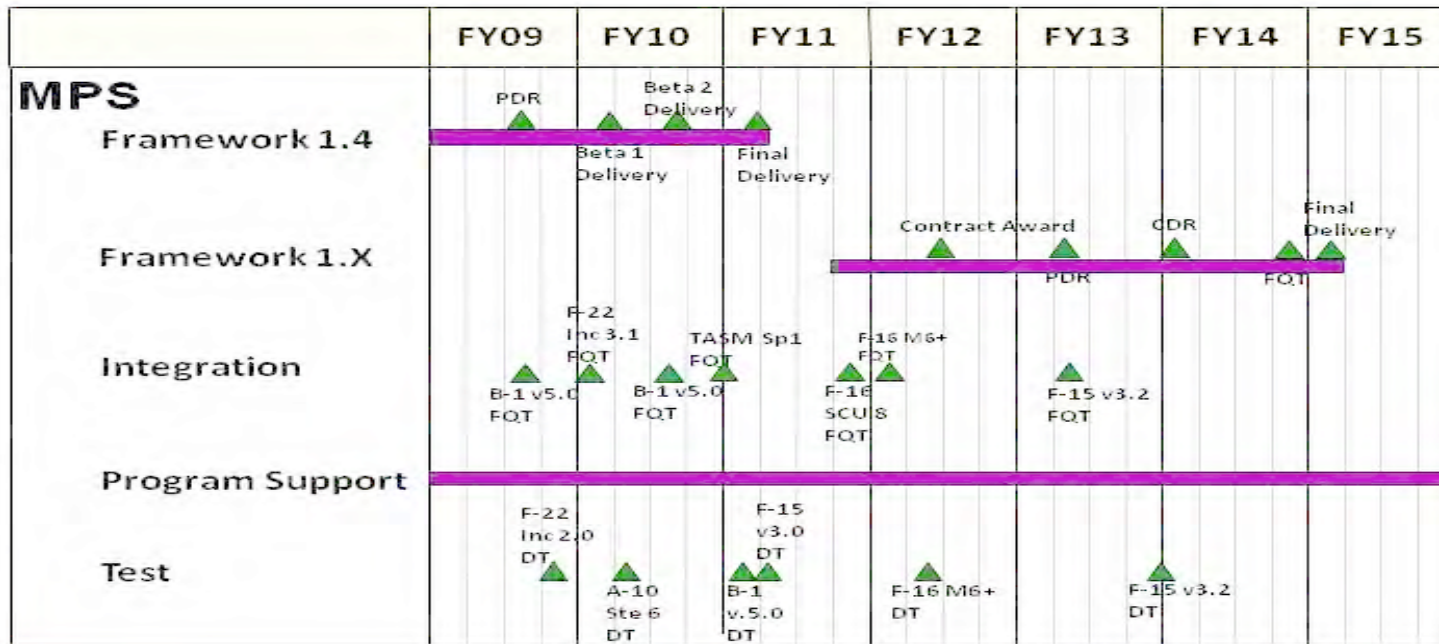 FY09 FY10 FY11 FY12 FY13 FY14 FY15
MPS
Framework 1.4
PDR
Beta 2
Delivery
Beta 1
Delivery
Final
Delivery
Framework 1.X
Contract Award
CDR
Final
Delivery
PDR
FQT
Integration
F-22
Inc 3.1
FQT
TASM Sp1
FQT
F-16 M6+
FQT
B-1 v5.0
FQT
B-1 v5.0
FQT
F-16
SCU 8
FQT
F-15 v3.2
FQT
Program Support
Test
F-22
Inc 2.0
DT
F-15
v3.0
DT
A-10
Ste 6
DT
B-1
v.5.0
DT
F-16 M6+
DT
F-15 v3.2
DT